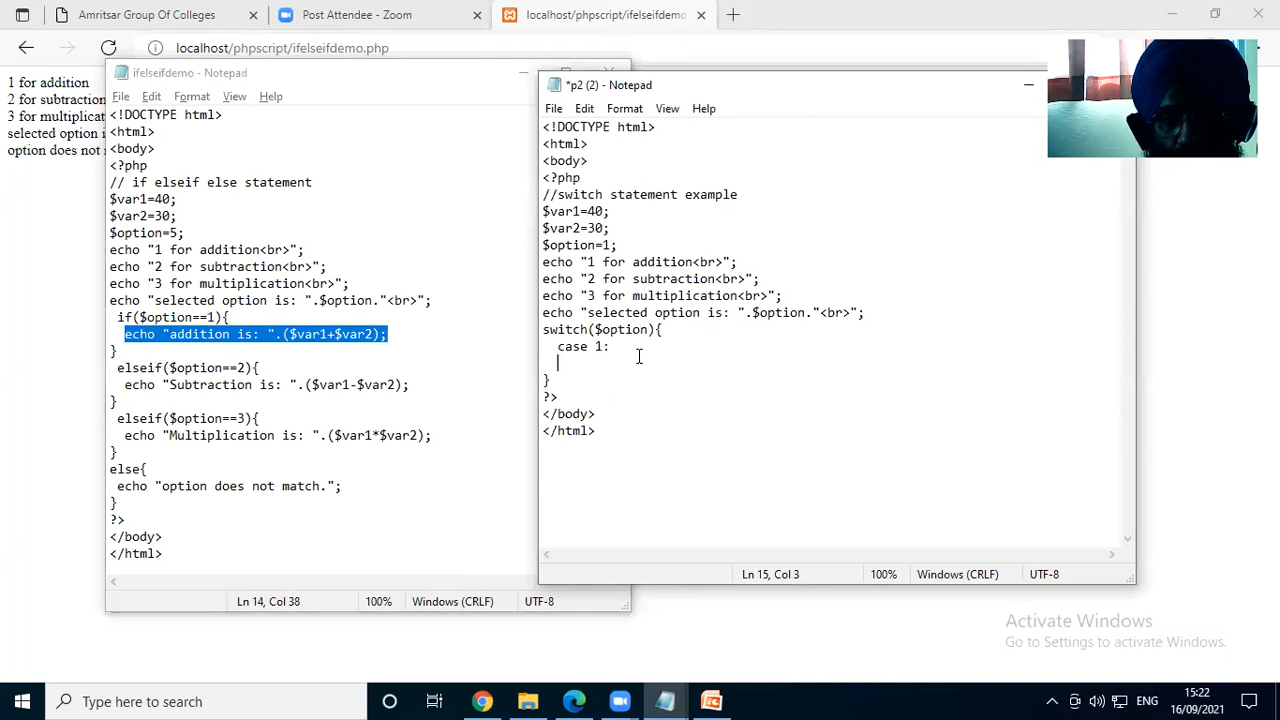 Amritsar Group Of Colleges
Post Attendee - Zoom
localhost/phpscript/ifelseifdemo
localhost/phpscript/ifelseifdemo.php
1 for addition
2 for subtraction
3 for multiplicat
selected option i
option does not
ifelseifdemo - Notepad
File Edit Format View Help
<!DOCTYPE html>
<html>
<body>
<?php
// if elseif else statement
$var1=40;
$var2=30;
$option=5;
echo "1 for addition<br>";
echo "2 for subtraction<br>";
echo "3 for multiplication<br>";
echo "selected option is: ".$option."<br>";
if($option==1){
echo "addition is: ".($var1+$var2);
}
elseif($option==2){
echo "Subtraction is: ".($var1-$var2);
}
elseif($option==3){
echo "Multiplication is: ".($var1*$var2);
}
else{
echo "option does not match.";
}
?>
</body>
</html>
Ln 14, Col 38 100% Windows (CRLF) UTF-8
*p2 (2) - Notepad
File Edit Format View Help
<!DOCTYPE html>
<html>
<body>
<?php
//switch statement example
$var1=40;
$var2=30;
$option=1;
echo "1 for addition<br>";
echo "2 for subtraction<br>";
echo "3 for multiplication<br>";
echo "selected option is: ".$option."<br>";
switch($option){
case 1:
}
?>
</body>
</html>
Ln 15, Col 3 100% Windows (CRLF) UTF-8
Activate Windows
Go to Settings to activate Windows.
Type here to search
ENG
15:22
16/09/2021